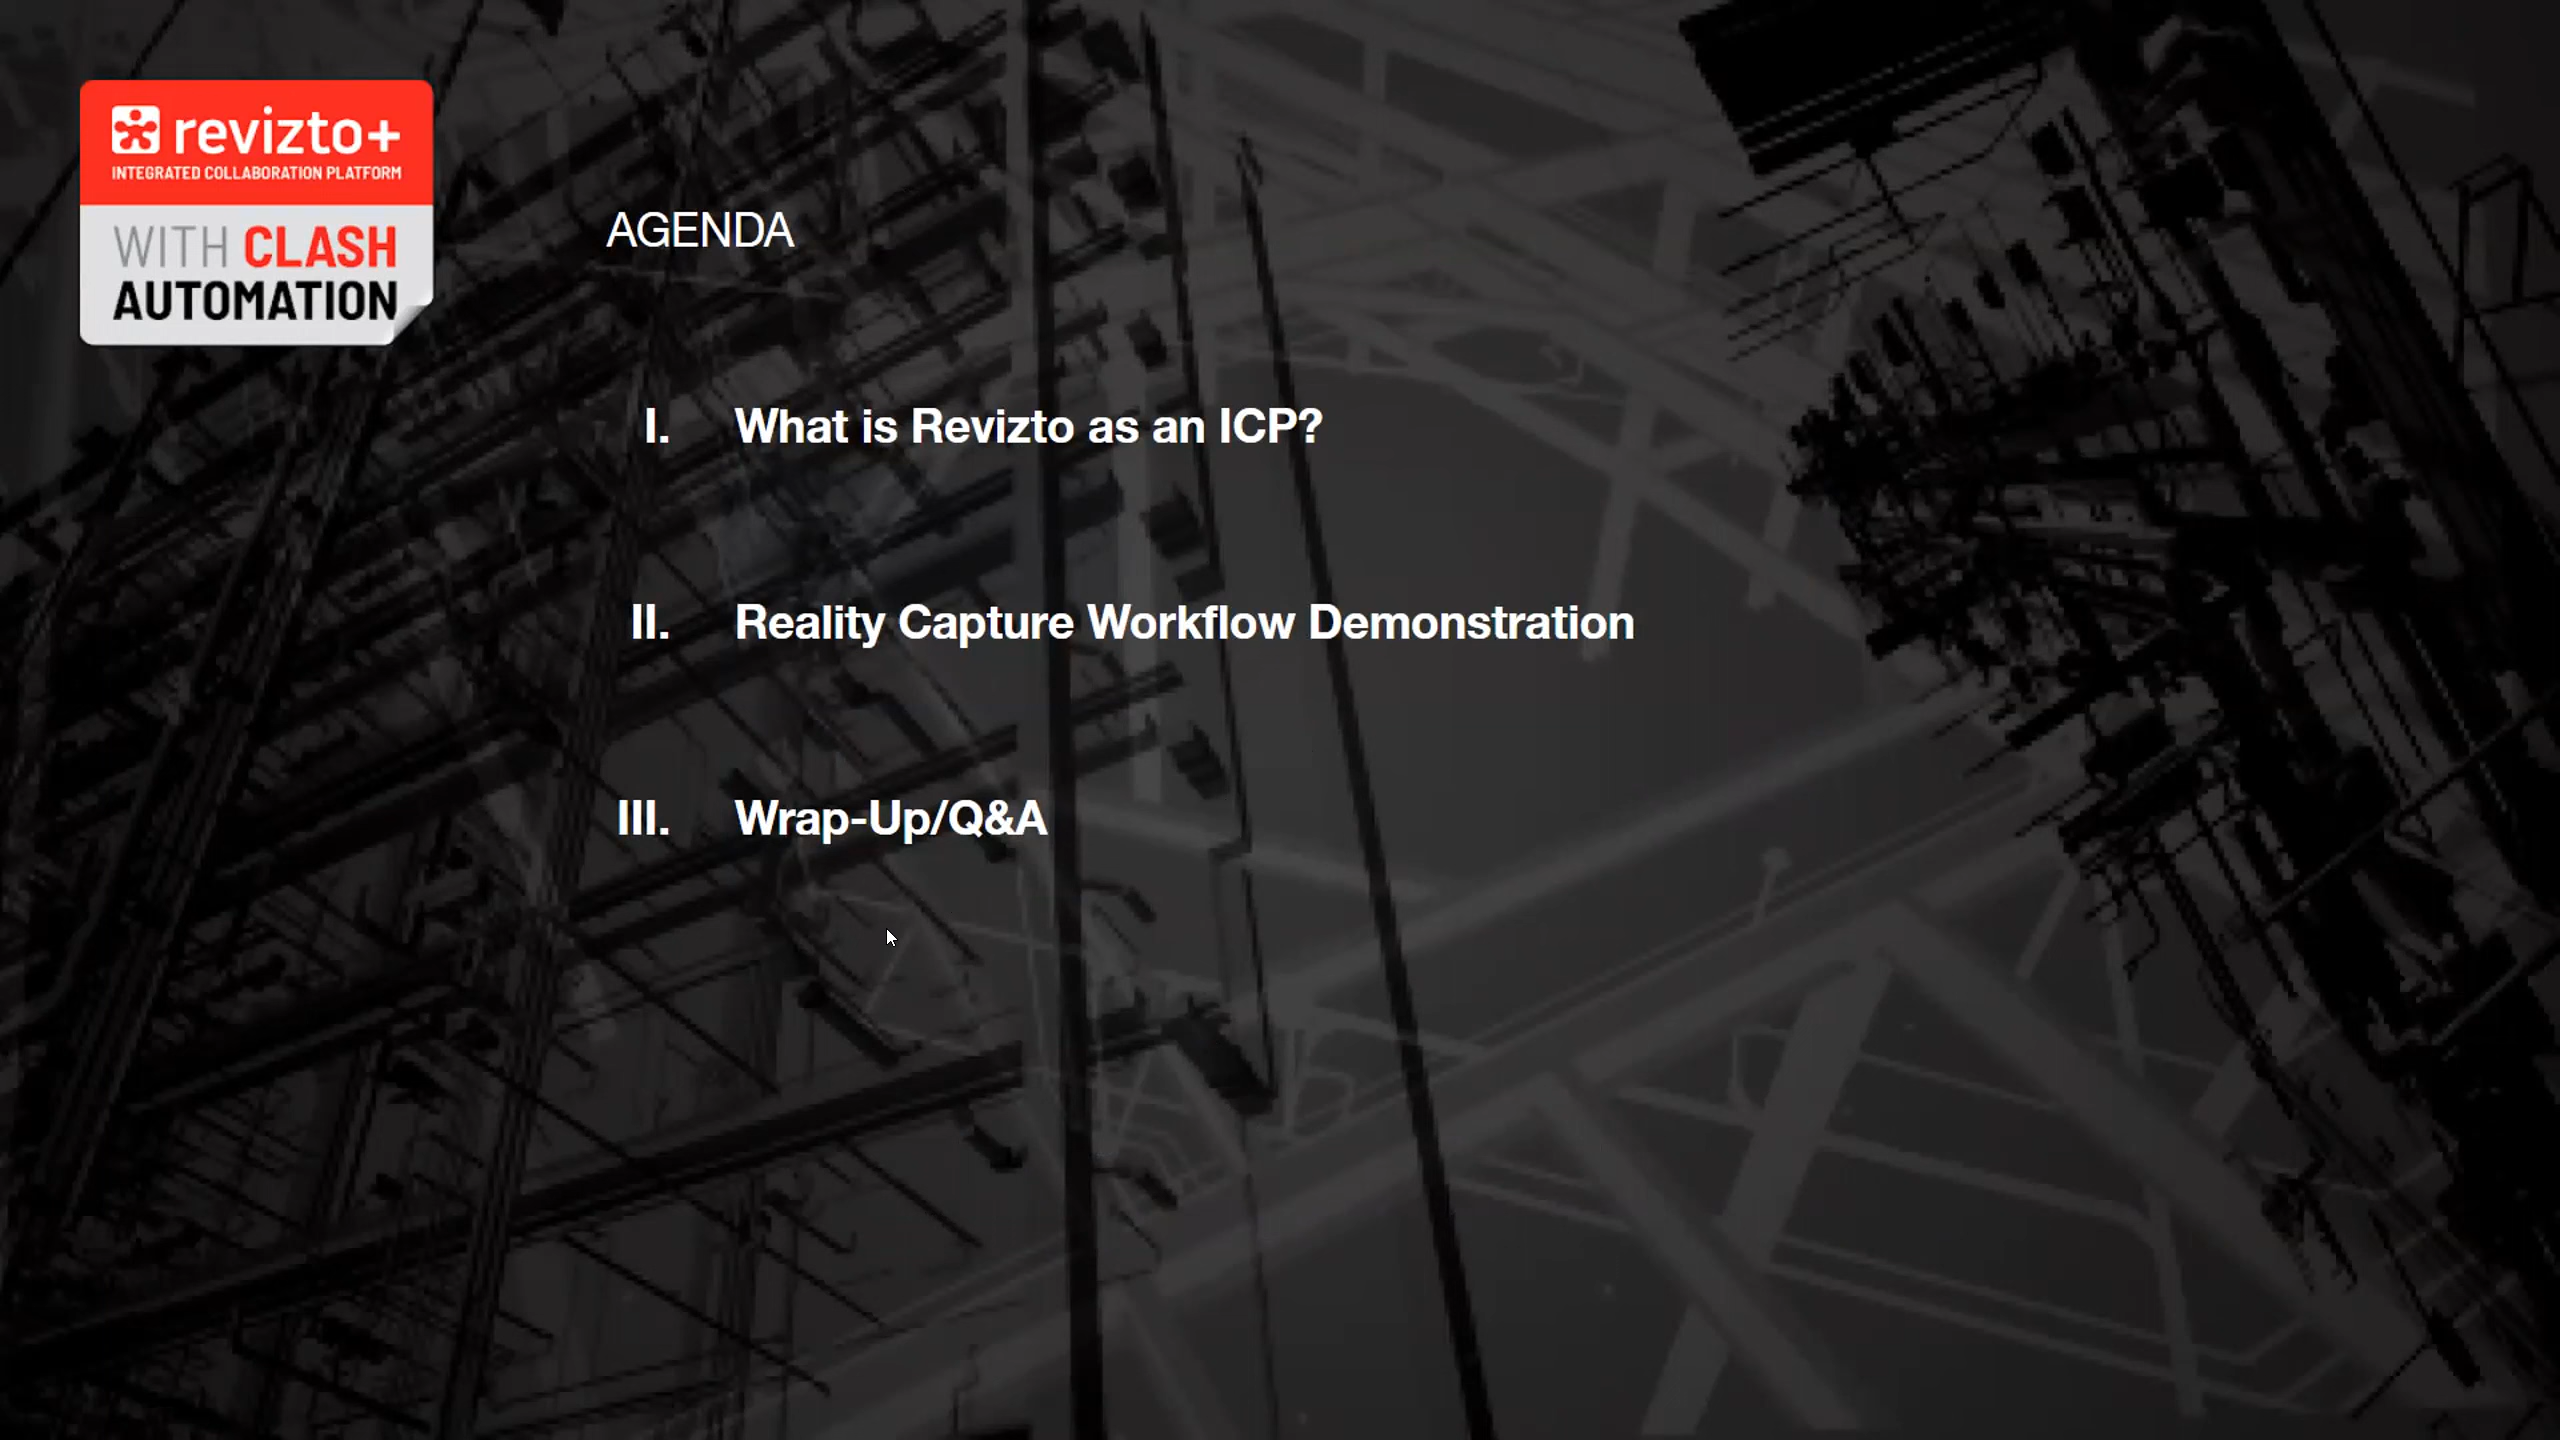 revizto+
INTEGRATED COLLABORATION PLATFORM
WITH CLASH
AUTOMATION
AGENDA
I. What is Revizto as an ICP?
II. Reality Capture Workflow Demonstration
III. Wrap-Up/Q&A